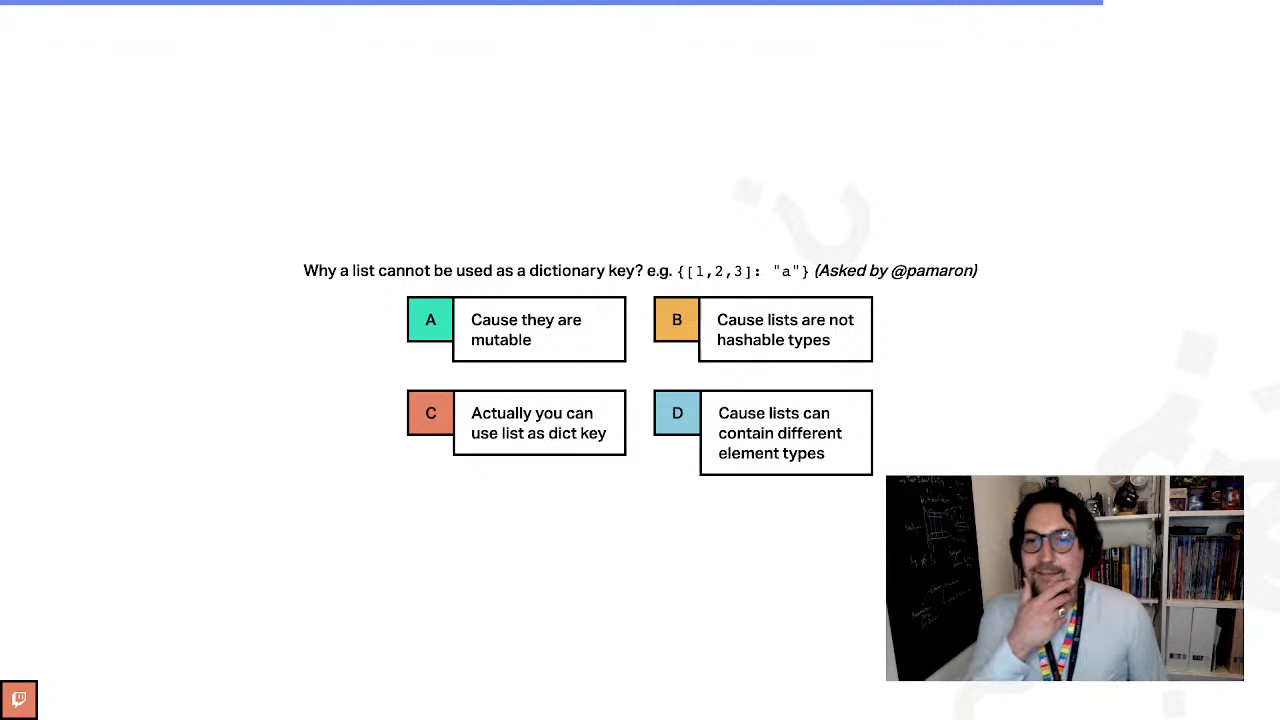 Why a list cannot be used as a dictionary key? e.g. {[1,2,3]: "a"} (Asked by @pamaron)
A
Cause they are
mutable
B
Cause lists are not
hashable types
C
Actually you can
use list as dict key
D
Cause lists can
contain different
element types